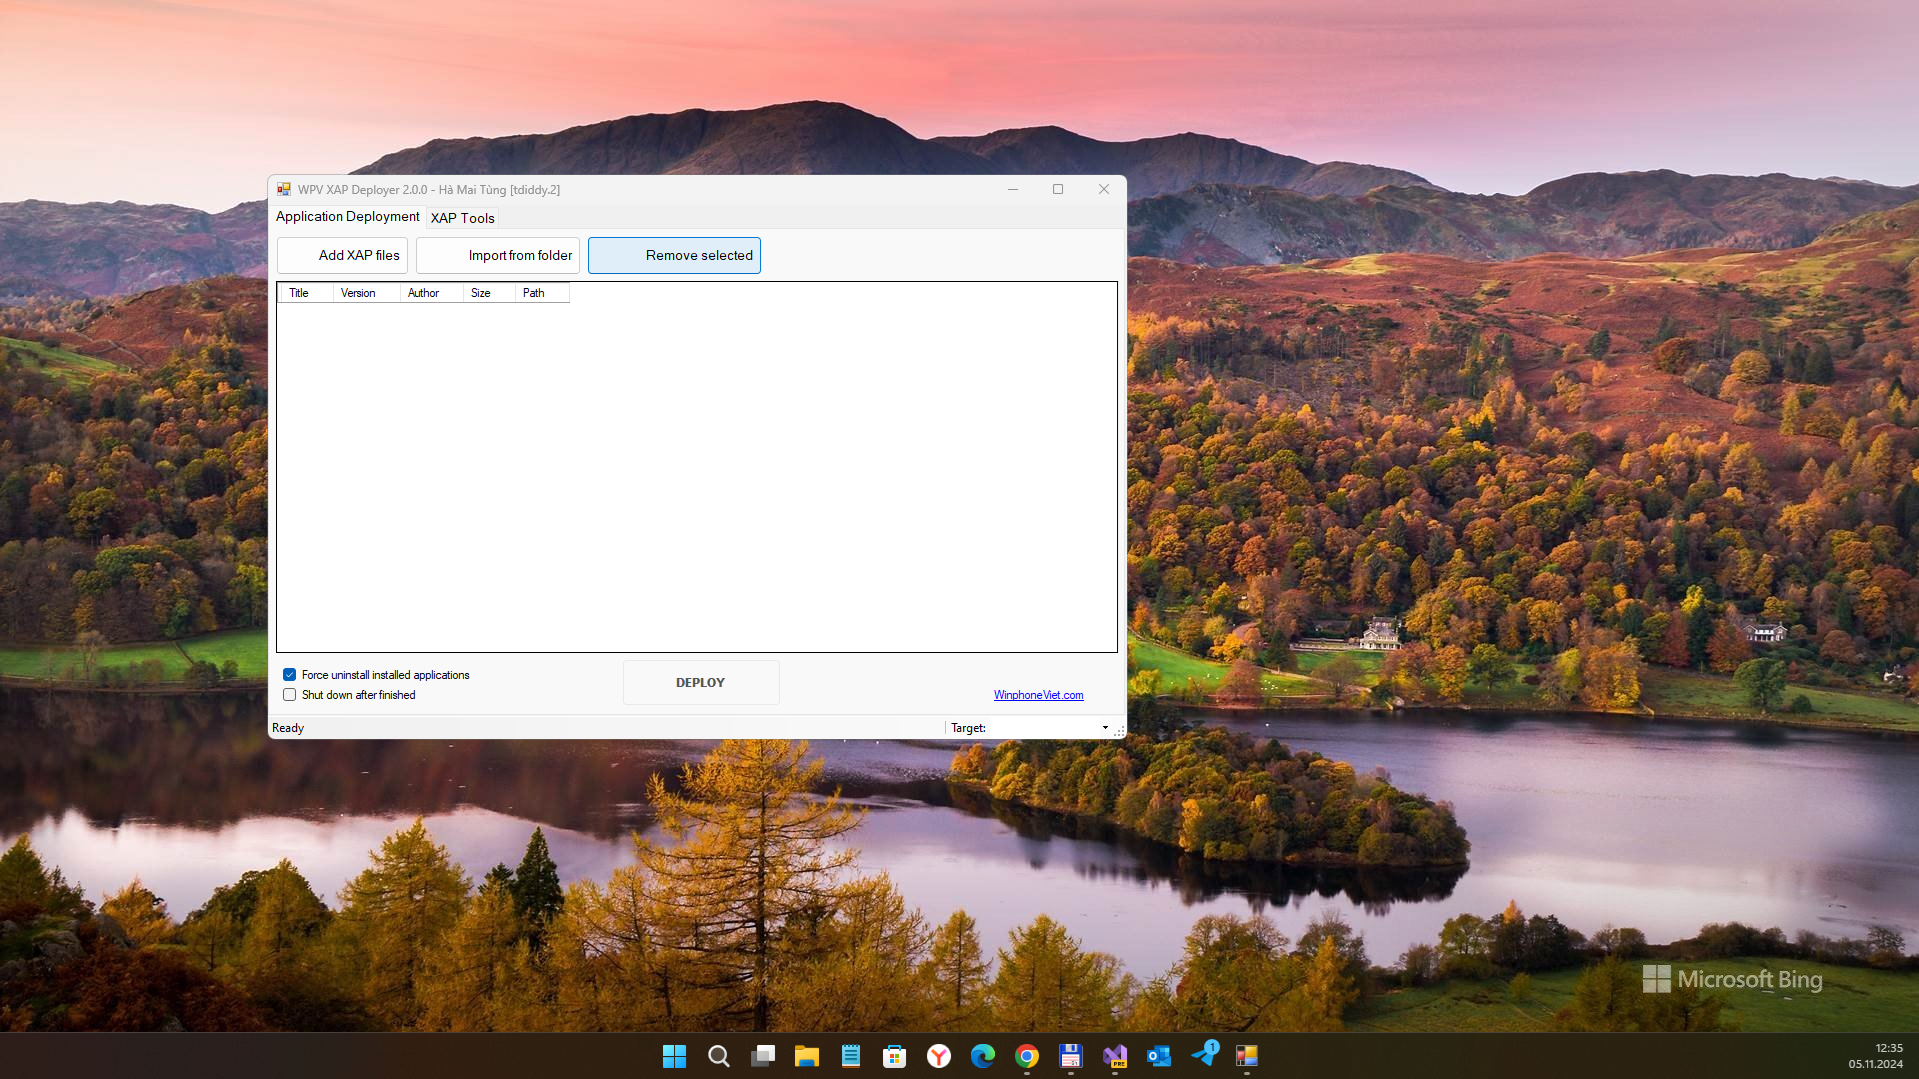 WPV XAP Deployer 2.0.0 - Hà Mai Tùng [tdiddy.2]
Application Deployment XAP Tools
Add XAP files Import from folder Remove selected
Title Version Author Size Path
Force uninstall installed applications
Shut down after finished
DEPLOY
WinphoneViet.com
Ready Target:
Microsoft Bing
PRE
1
12:35
05.11.2024